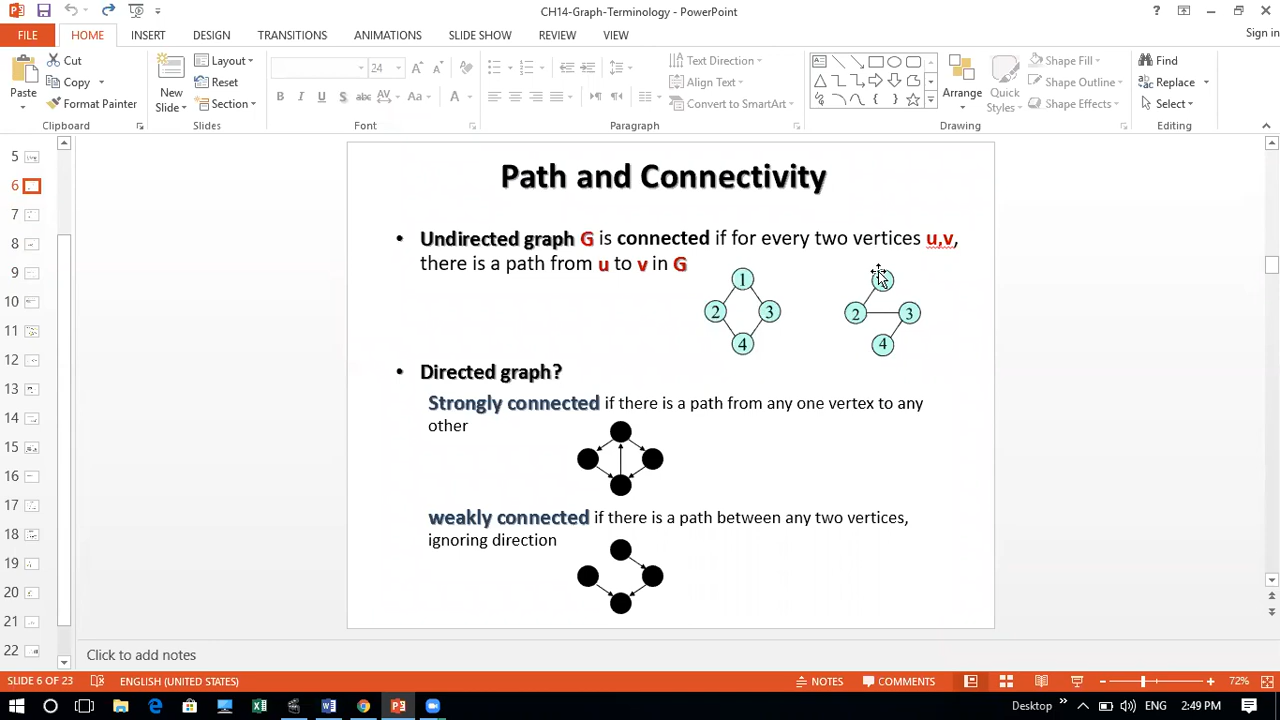 CH14-Graph-Terminology - PowerPoint
FILE HOME INSERT DESIGN TRANSITIONS ANIMATIONS SLIDE SHOW REVIEW VIEW Sign in
Paste
Cut
Copy
Format Painter
Clipboard
New Slide
Layout
Reset
Section
Slides
24
B I U S abc AV Aa A
Font
Text Direction
Align Text
Convert to SmartArt
Paragraph
Arrange
Quick Styles
Shape Fill
Shape Outline
Shape Effects
Drawing
Find
Replace
Select
Editing
5
6
7
8
9
10
11
12
13
14
15
16
17
18
19
20
21
22
Path and Connectivity
• Undirected graph G is connected if for every two vertices u,v,
there is a path from u to v in G
1
2 3
4
2 3
4
• Directed graph?
Strongly connected if there is a path from any one vertex to any
other
weakly connected if there is a path between any two vertices,
ignoring direction
Click to add notes
SLIDE 6 OF 23 ENGLISH (UNITED STATES) NOTES COMMENTS 72%
Desktop » ENG 2:49 PM